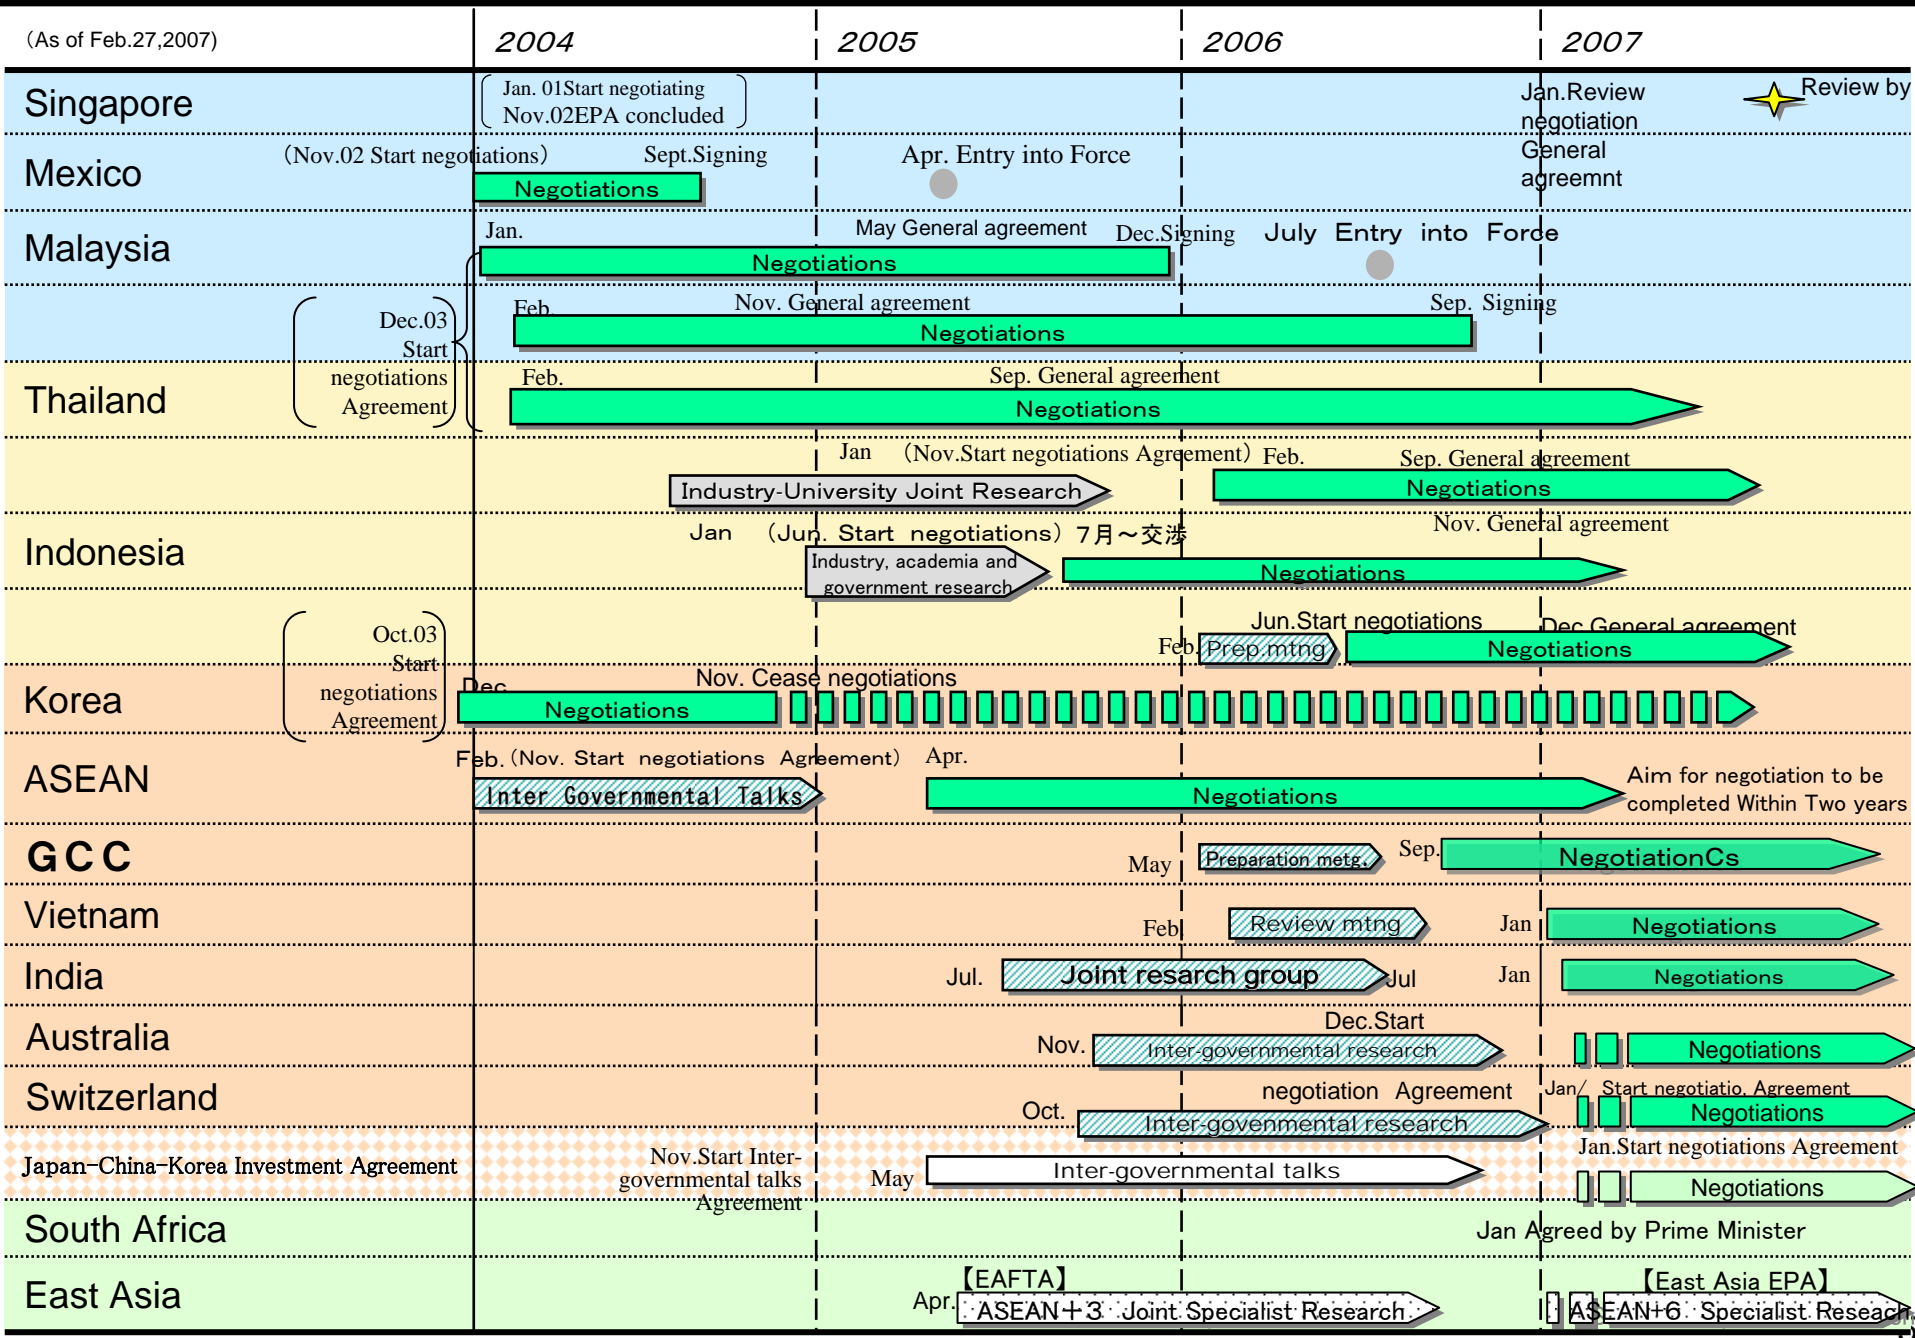 (As of Feb.27,2007)
2004
2005
2006
2007
Singapore
Jan. 01Start negotiating
Nov.02EPA concluded
Jan.Review
negotiation
General
agreemnt
Review by
Mexico
(Nov.02 Start negotiations)
Sept.Signing
Negotiations
Apr. Entry into Force
Malaysia
Jan.
May General agreement
Dec.Signing
July Entry into Force
Negotiations
Dec.03
Start
negotiations
Agreement
Feb.
Nov. General agreement
Sep. Signing
Negotiations
Thailand
Feb.
Sep. General agreement
Negotiations
Jan (Nov.Start negotiations Agreement)
Feb.
Sep. General agreement
Industry-University Joint Research
Negotiations
Indonesia
Jan (Jun. Start negotiations) 7月~交渉
Nov. General agreement
Industry, academia and
government research
Negotiations
Oct.03
Start
negotiations
Agreement
Feb.
Prep.mtng
Jun.Start negotiations
Dec.General agreement
Negotiations
Korea
Dec.
Nov. Cease negotiations
Negotiations
ASEAN
Feb. (Nov. Start negotiations Agreement)
Apr.
Inter Governmental Talks
Negotiations
Aim for negotiation to be
completed Within Two years
GCC
May
Preparation metg.
Sep.
NegotiationCs
Vietnam
Feb.
Review mtng
Jan
Negotiations
India
Jul.
Joint resarch group
Jul
Jan
Negotiations
Australia
Nov.
Dec.Start
Inter-governmental research
Negotiations
Switzerland
Oct.
negotiation Agreement
Inter-govenmental research
Jan/ Start negotiatio. Agreement
Negotiations
Japan-China-Korea Investment Agreement
Nov.Start Inter-
governmental talks
Agreement
May
Inter-governmental talks
Jan.Start negotiations Agreement
Negotiations
South Africa
Jan Agreed by Prime Minister
East Asia
【EAFTA】
Apr.
ASEAN+3 Joint Specialist Research
【East Asia EPA】
ASEAN+6 Specialist Reseach